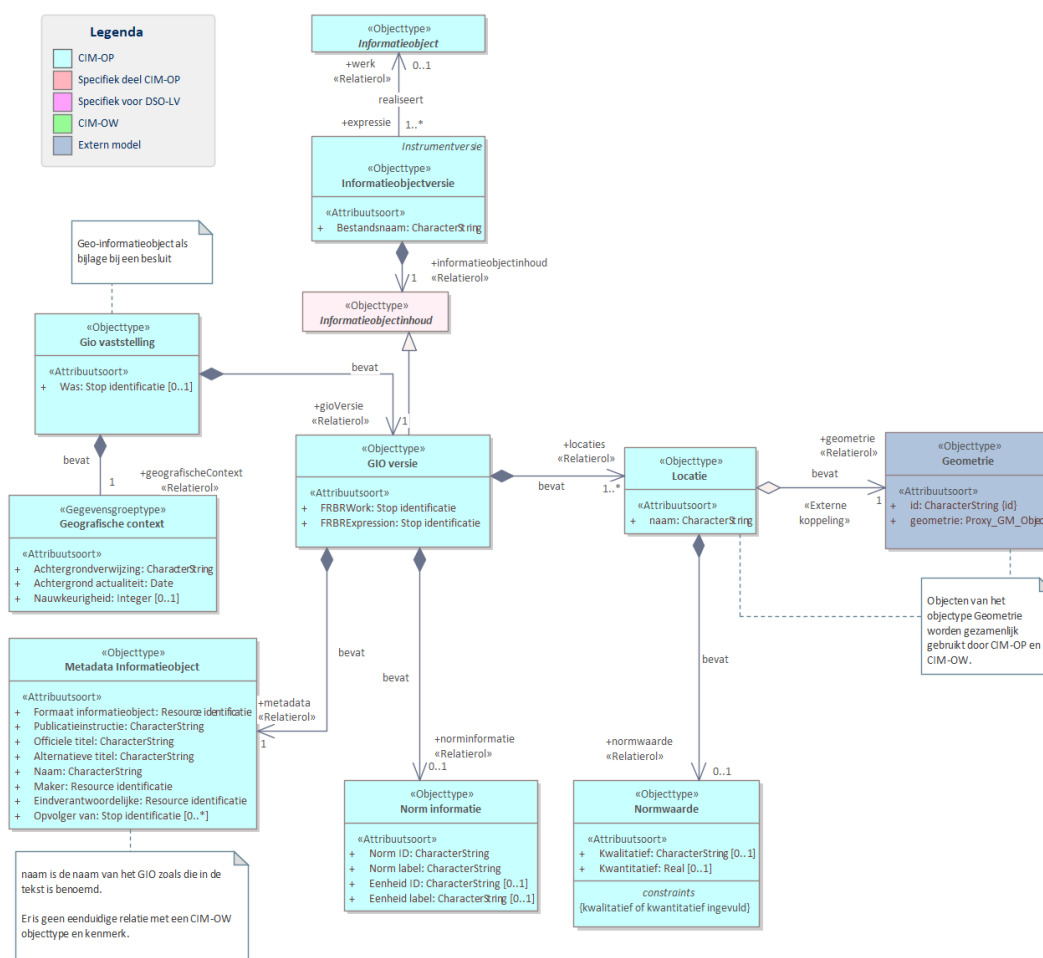 Legenda
CIM-OP
Specifiek deel CIM-OP
Specifiek voor DSO-LV
CIM-OW
Extern model
«Objecttype»
Informatieobject
+werk
«Relatierol»
0..1
realiseert
+expressie
1..*
Instrumentversie
«Objecttype»
Informatieobjectversie
«Attribuutsoort»
+ Bestandsnaam: CharacterString
+informatieobjectinhoud
«Relatierol»
1
«Objecttype»
Informatieobjectinhoud
Geo-informatieobject als
bijlage bij een besluit
«Objecttype»
Gio vaststelling
«Attribuutsoort»
+ Was: Stop identificatie [0..1]
bevat
+gioVersie
«Relatierol»
1
bevat
1
+geografischeContext
«Relatierol»
«Gegevensgroeptype»
Geografische context
«Attribuutsoort»
+ Achtergrondverwijzing: CharacterString
+ Achtergrond actualiteit: Date
+ Nauwkeurigheid: Integer [0..1]
«Objecttype»
GIO versie
«Attribuutsoort»
+ FRBRWork: Stop identificatie
+ FRBRExpression: Stop identificatie
+locaties
«Relatierol»
bevat
1..*
«Objecttype»
Locatie
«Attribuutsoort»
+ naam: CharacterString
+geometrie
«Relatierol»
bevat
1
«Externe
koppeling»
«Objecttype»
Geometrie
«Attribuutsoort»
+ id: CharacterString {id}
+ geometrie: Proxy_GM_Objec
Objecten van het
objectype Geometrie
worden gezamenlijk
gebruikt door CIM-OP en
CIM-OW.
«Objecttype»
Metadata Informatieobject
«Attribuutsoort»
+ Formaat informatieobject: Resource identificatie
+ Publicatieinstructie: CharacterString
+ Officiele titel: CharacterString
+ Alternatieve titel: CharacterString
+ Naam: CharacterString
+ Maker: Resource identificatie
+ Eindverantwoordelijke: Resource identificatie
+ Opvolger van: Stop identificatie [0..*]
bevat
+metadata
«Relatierol»
1
bevat
+norminformatie
«Relatierol»
0..1
bevat
+normwaarde
«Relatierol»
0..1
«Objecttype»
Norm informatie
«Attribuutsoort»
+ Norm ID: CharacterString
+ Norm label: CharacterString
+ Eenheid ID: CharacterString [0..1]
+ Eenheid label: CharacterString [0..1]
«Objecttype»
Normwaarde
«Attribuutsoort»
+ Kwalitatief: CharacterString [0..1]
+ Kwantitatief: Real [0..1]
constraints
{kwalitatief of kwantitatief ingevuld}
naam is de naam van het GIO zoals die in de
tekst is benoemd.
Er is geen eenduidige relatie met een CIM-OW
objecttype en kenmerk.